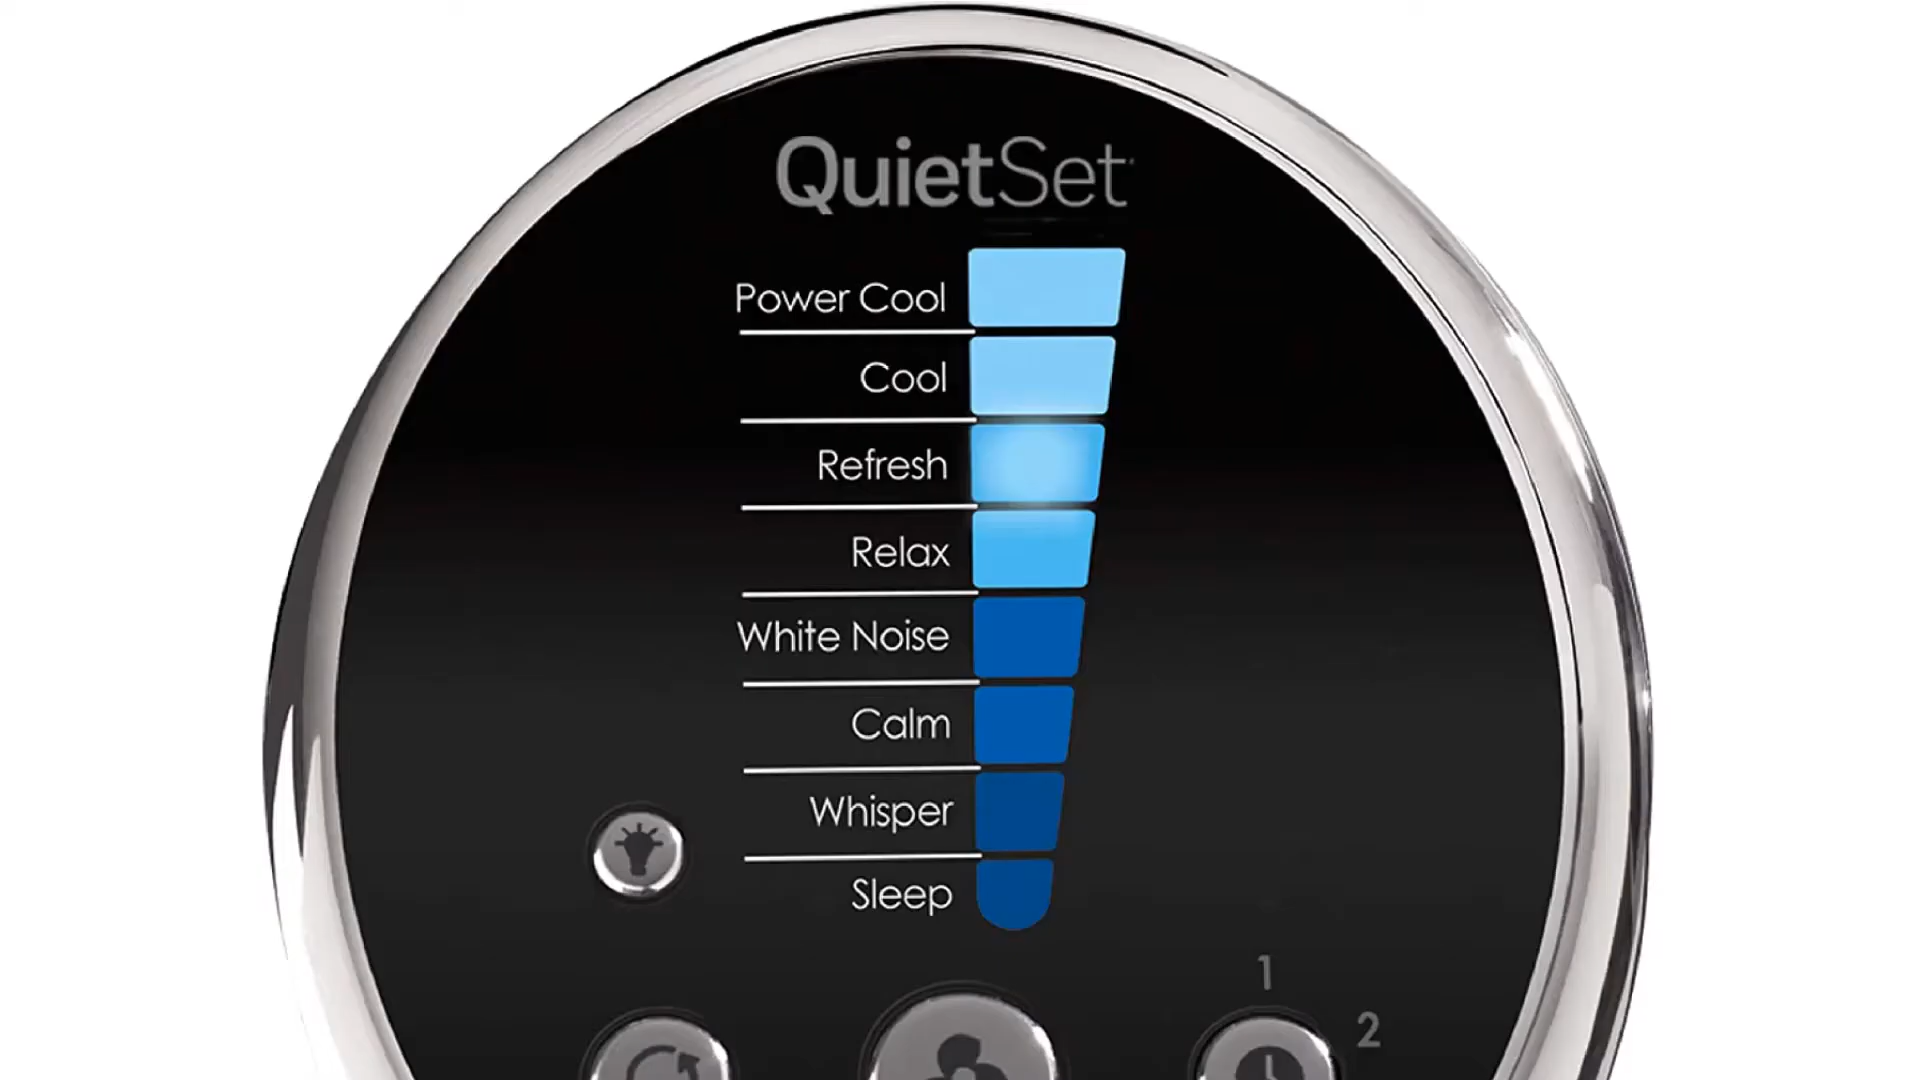 QuietSet
Power Cool
Cool
Refresh
Relax
White Noise
Calm
Whisper
Sleep
1
2